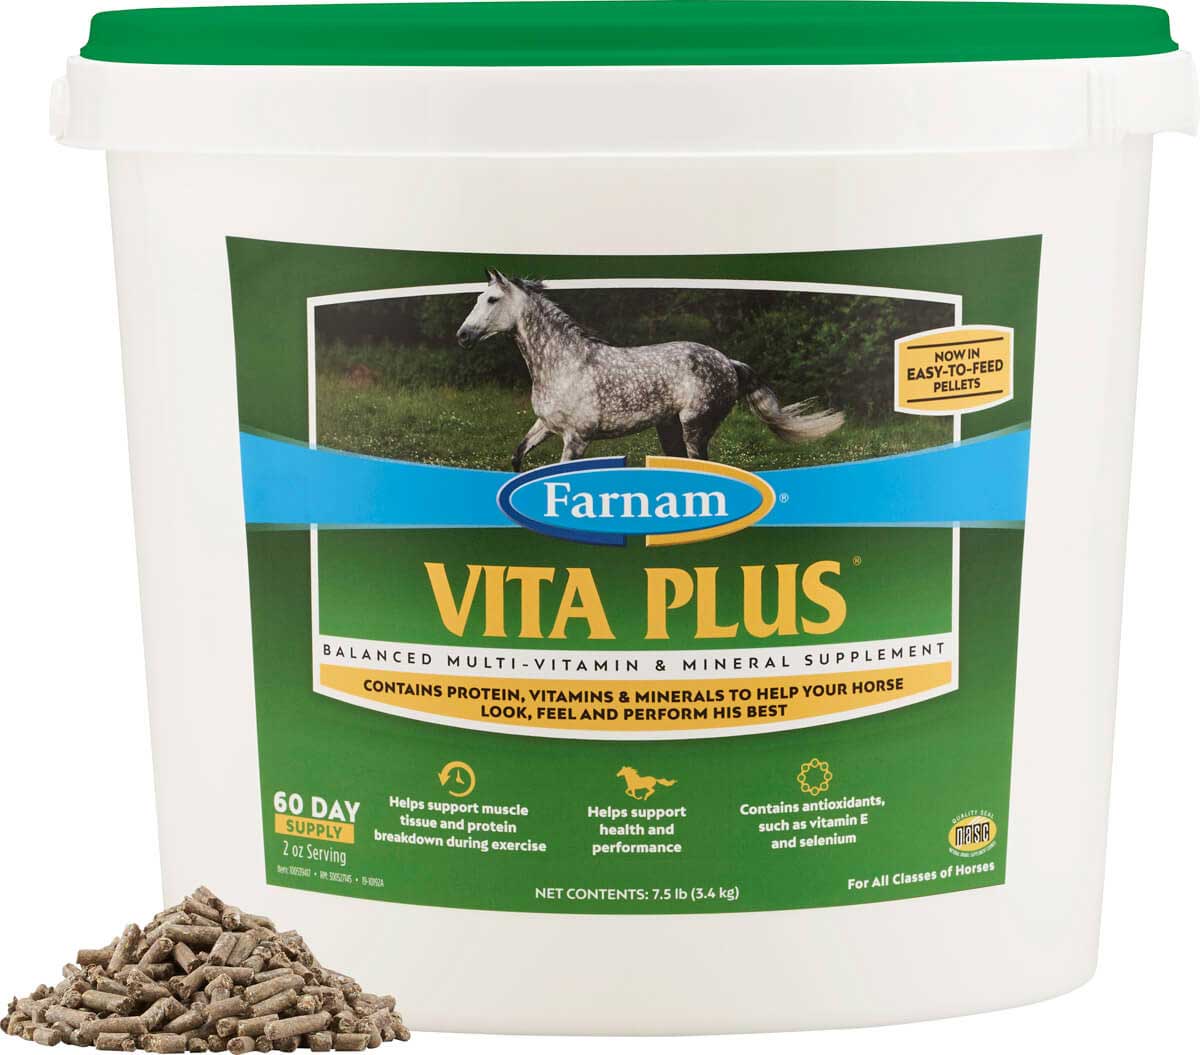 NOW IN
EASY-TO-FEED
PELLETS
Farnam®
VITA PLUS®
BALANCED MULTI-VITAMIN & MINERAL SUPPLEMENT
CONTAINS PROTEIN, VITAMINS & MINERALS TO HELP YOUR HORSE
LOOK, FEEL AND PERFORM HIS BEST
60 DAY
SUPPLY
2 oz Serving
Helps support muscle
tissue and protein
breakdown during exercise
Helps support
health and
performance
Contains antioxidants,
such as vitamin E
and selenium
QUALITY SEAL
nasc
For All Classes of Horses
NET CONTENTS: 7.5 lb (3.4 kg)